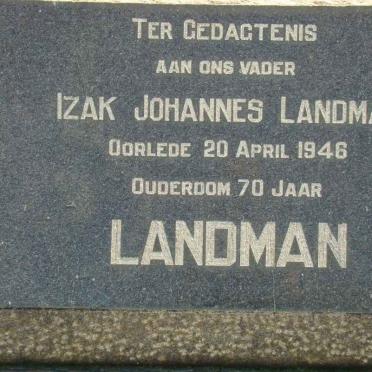 TER GEDAGTENIS
AAN ONS VADER
IZAK JOHANNES LANDMA
OORLEDE 20 APRIL 1946
OUDERDOM 70 JAAR
LANDMAN